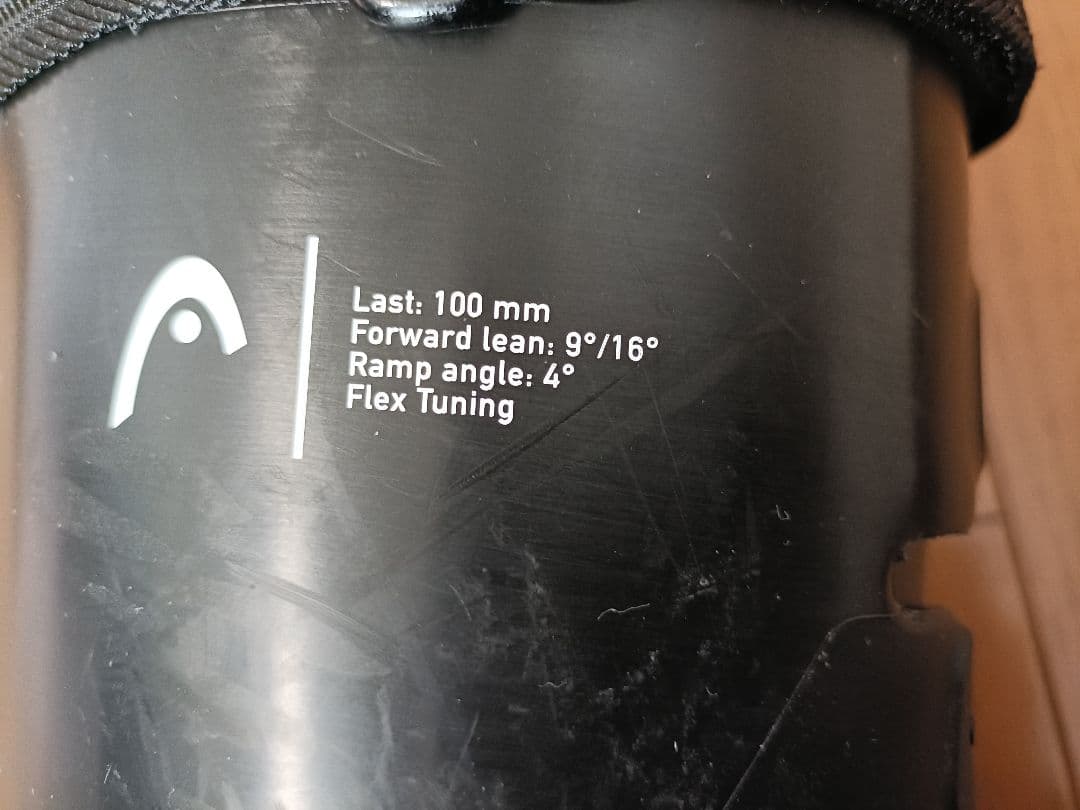 Last: 100 mm
Forward lean: 9°/16°
Ramp angle: 4°
Flex Tuning